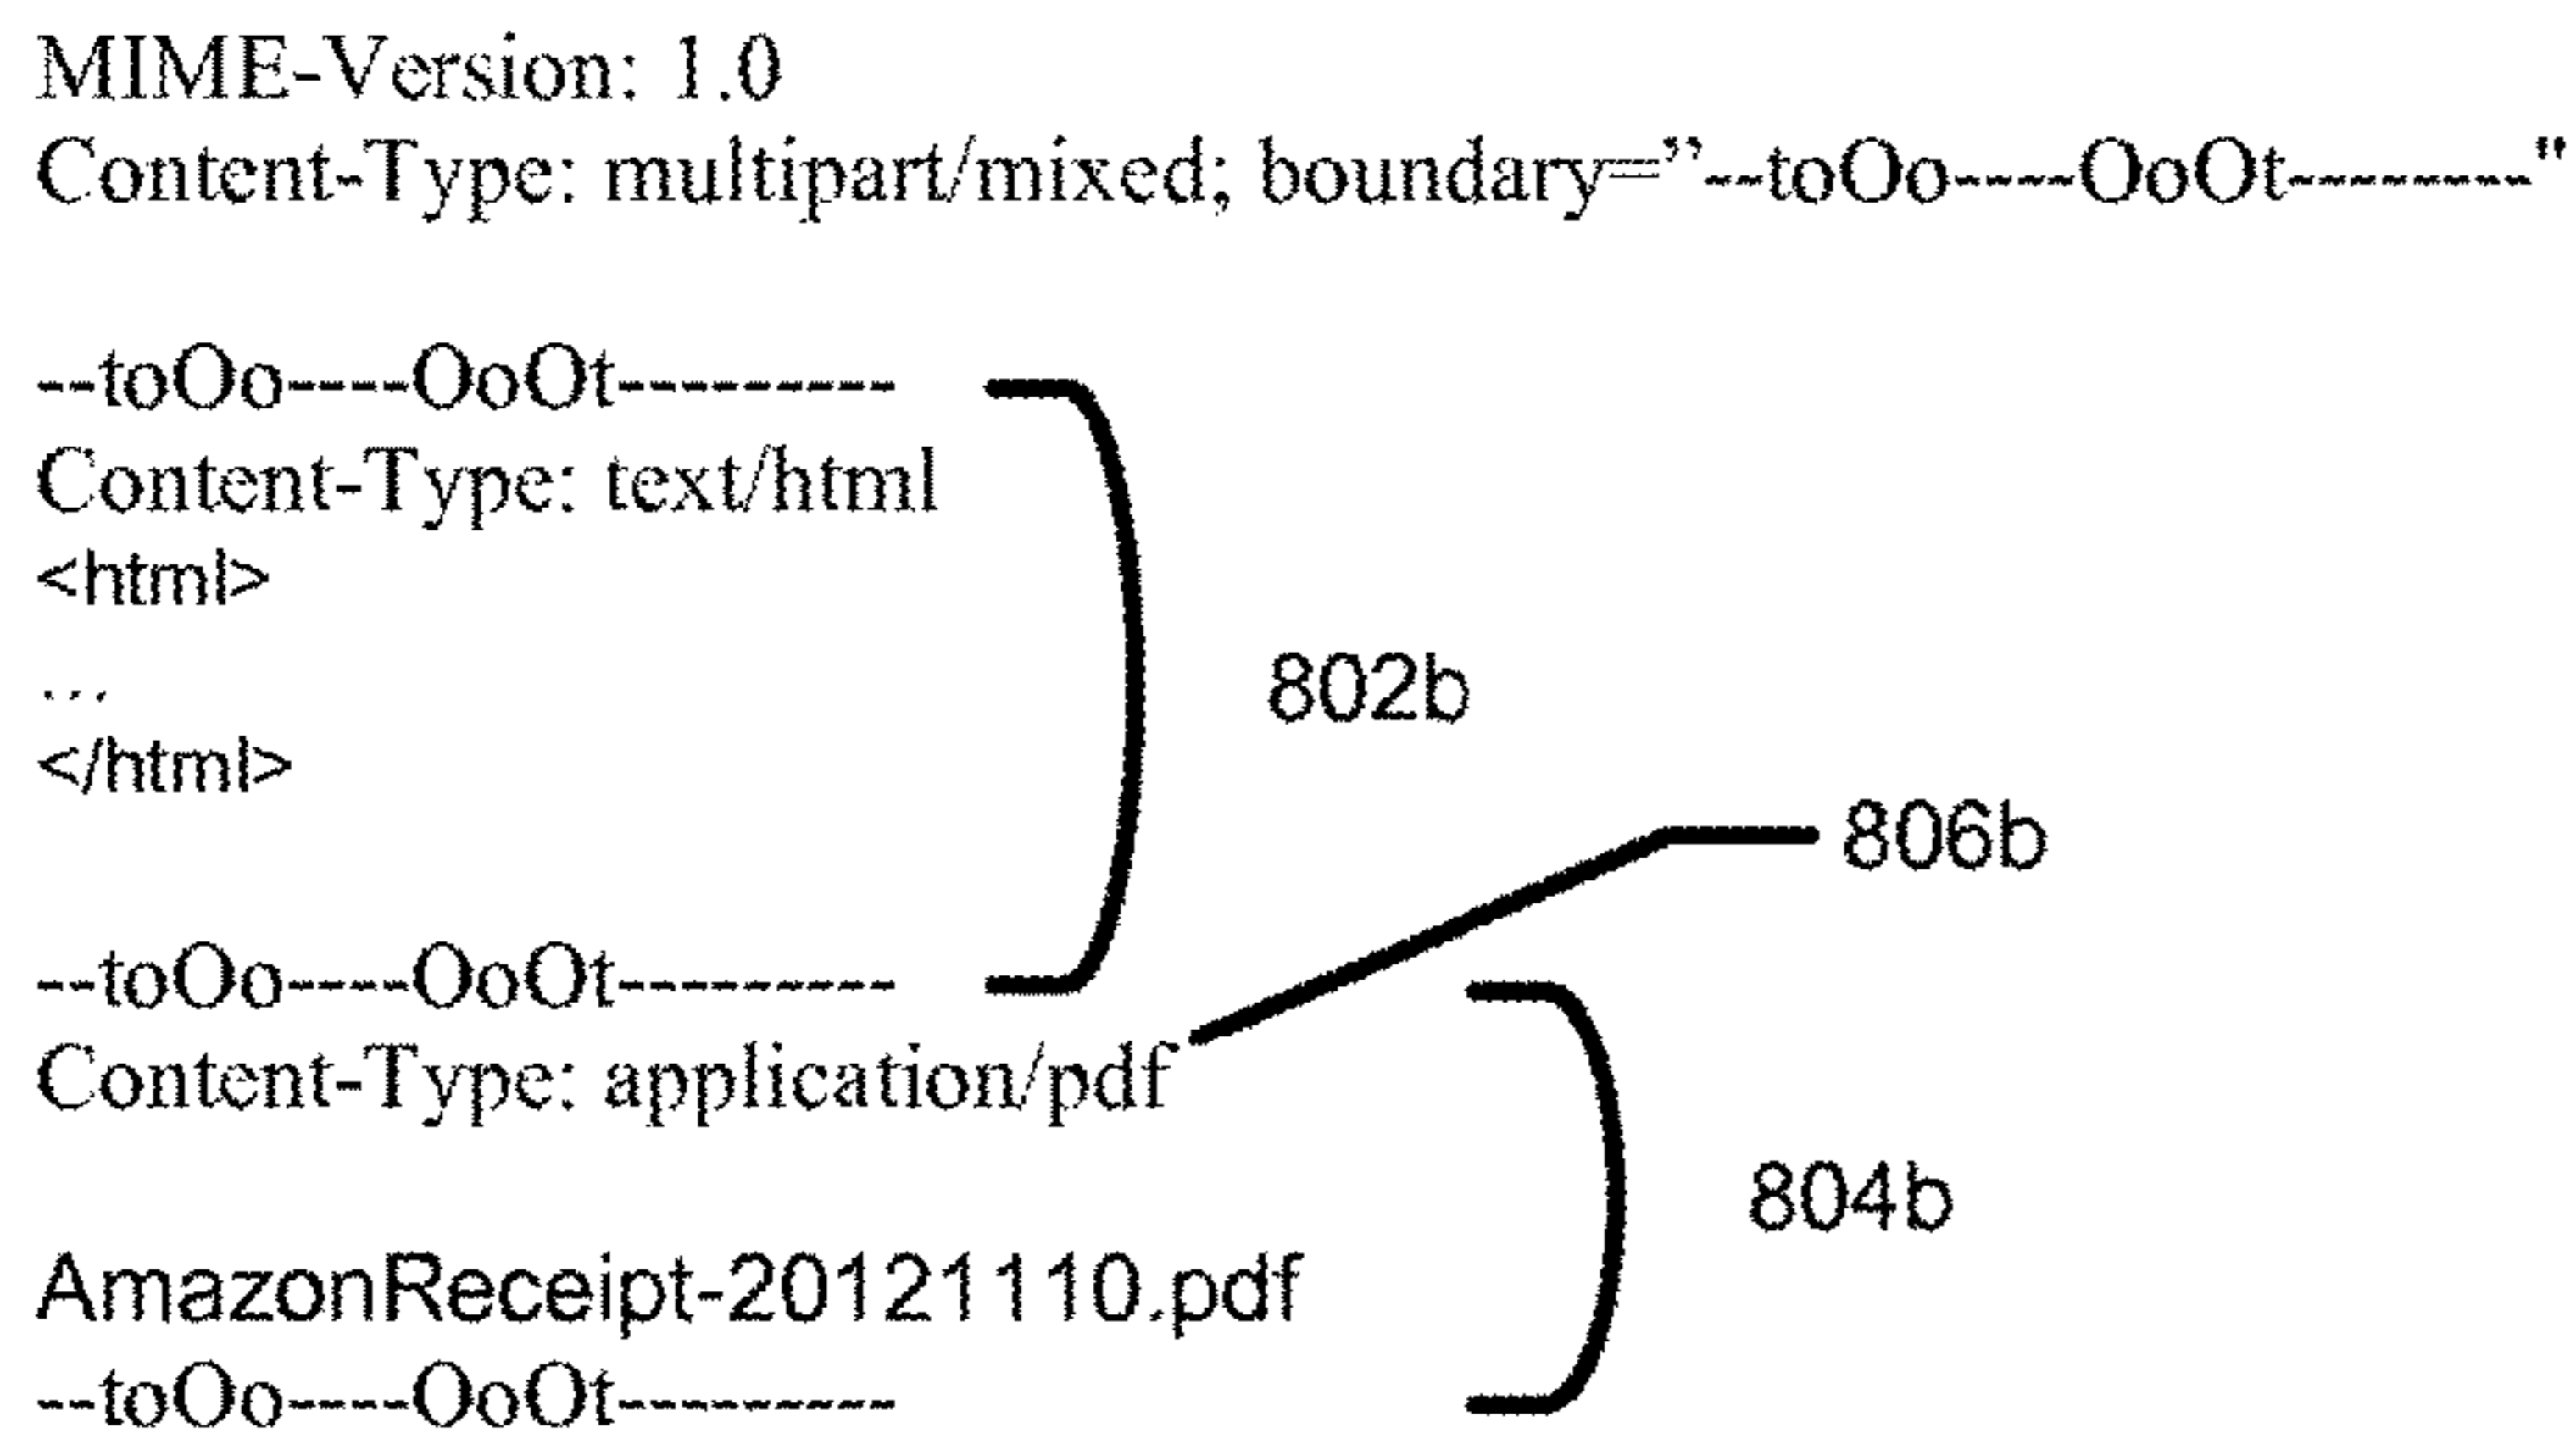 MIME-Version: 1.0
Content-Type: multipart/mixed; boundary=”--toOo----OoOt--------"
--toOo----OoOt---------
Content-Type: text/html
<html>
...
</html>
802b
806b
--toOo----OoOt---------
Content-Type: application/pdf
804b
AmazonReceipt-20121110.pdf
--toOo----OoOt---------